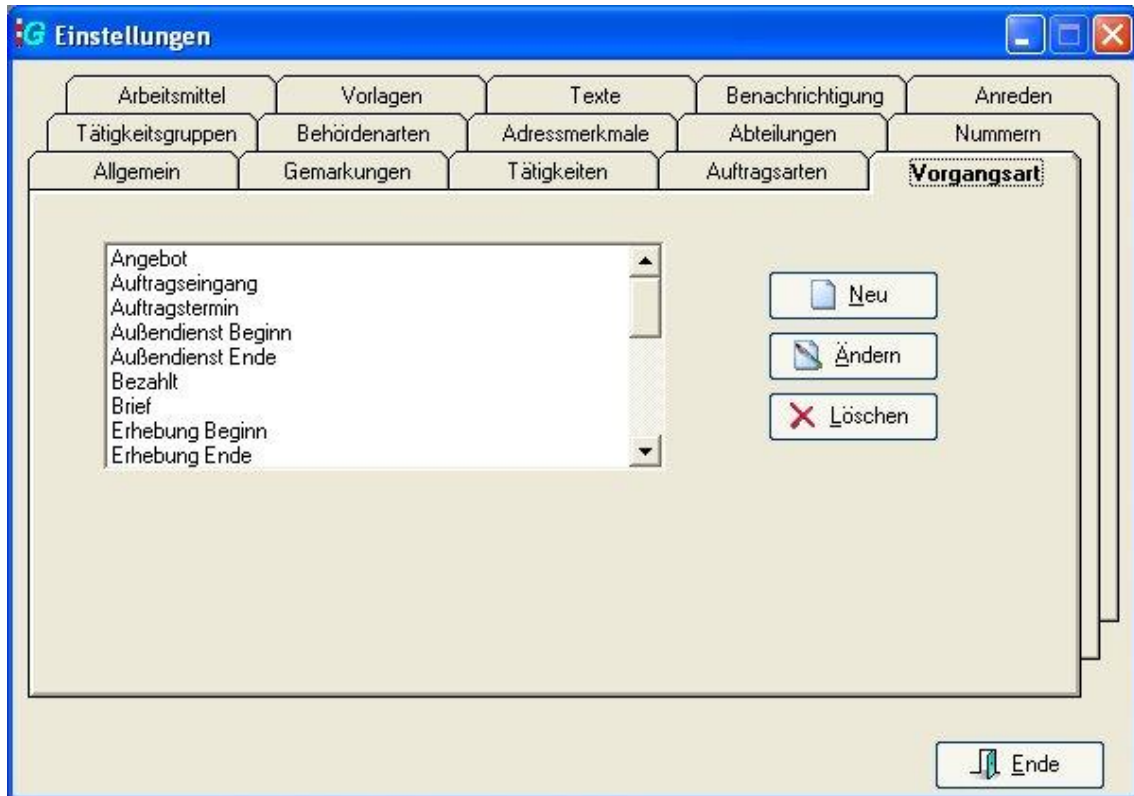 G Einstellungen
Arbeitsmittel Vorlagen Texte Benachrichtigung Anreden
Tätigkeitsgruppen Behördenarten Adressmerkmale Abteilungen Nummern
Allgemein Gemarkungen Tätigkeiten Auftragsarten Vorgangsart
Angebot
Auftragseingang
Auftragstermin
Außendienst Beginn
Außendienst Ende
Bezahlt
Brief
Erhebung Beginn
Erhebung Ende
Neu
Ändern
Löschen
Ende